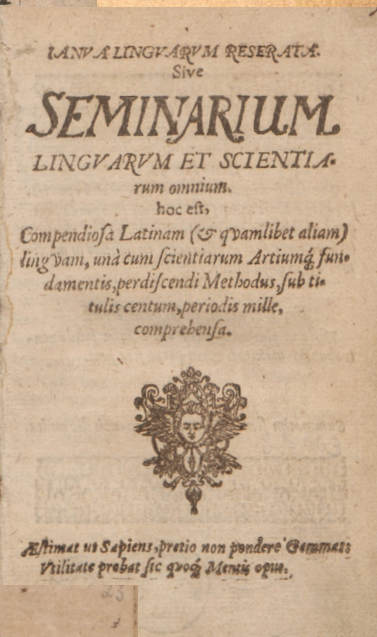 IANVA LINGVARVM RESERATA.
Sive
SEMINARIUM
LINGVARVM ET SCIENTIA-
rum omnium.
hoc est,
Compendioſa Latinam (& qvamlibet aliam)
lingvam, unà cum ſcientiarum Artiumq́; fun-
damentis, perdiſcendi Methodus, ſub ti-
tulis centum, periodis mille,
comprehenſa.
Æſtimat ut Sapiens, pretio non pondere Gemmas:
Vtilitate probat ſic quoq́; Mentis opus.
23